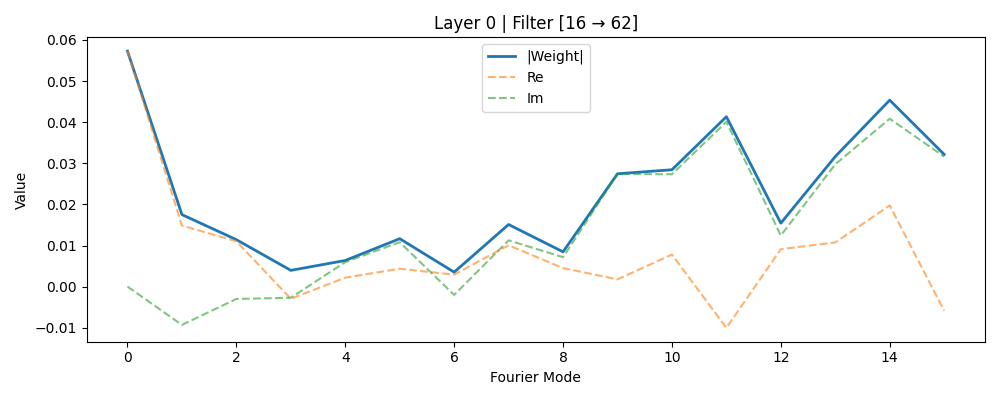 Layer 0 | Filter [16 → 62]
|Weight|
Re
Im
Value
0.06
0.05
0.04
0.03
0.02
0.01
0.00
−0.01
0 2 4 6 8 10 12 14
Fourier Mode